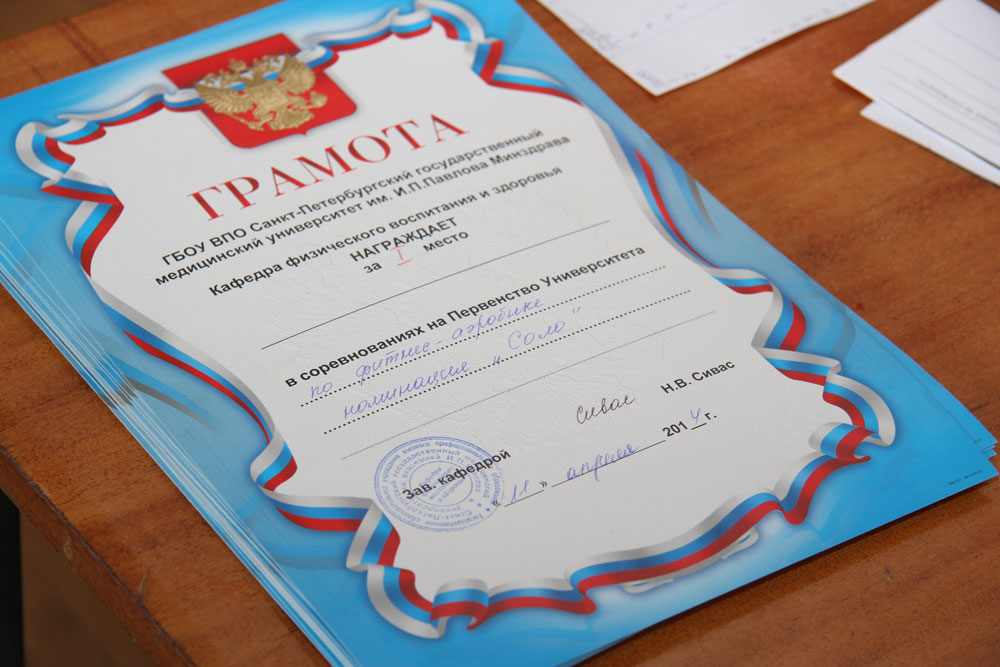 ГРАМОТА
ГБОУ ВПО Санкт-Петербургский государственный
медицинский университет им. И.П.Павлова Минздрава
Кафедра физического воспитания и здоровья
НАГРАЖДАЕТ
за I место
в соревнованиях на Первенство Университета
по фитнес-аэробике
номинация „Соло"
Зав. кафедрой Сивас Н.В. Сивас
« 11 » апреля 2014 г.